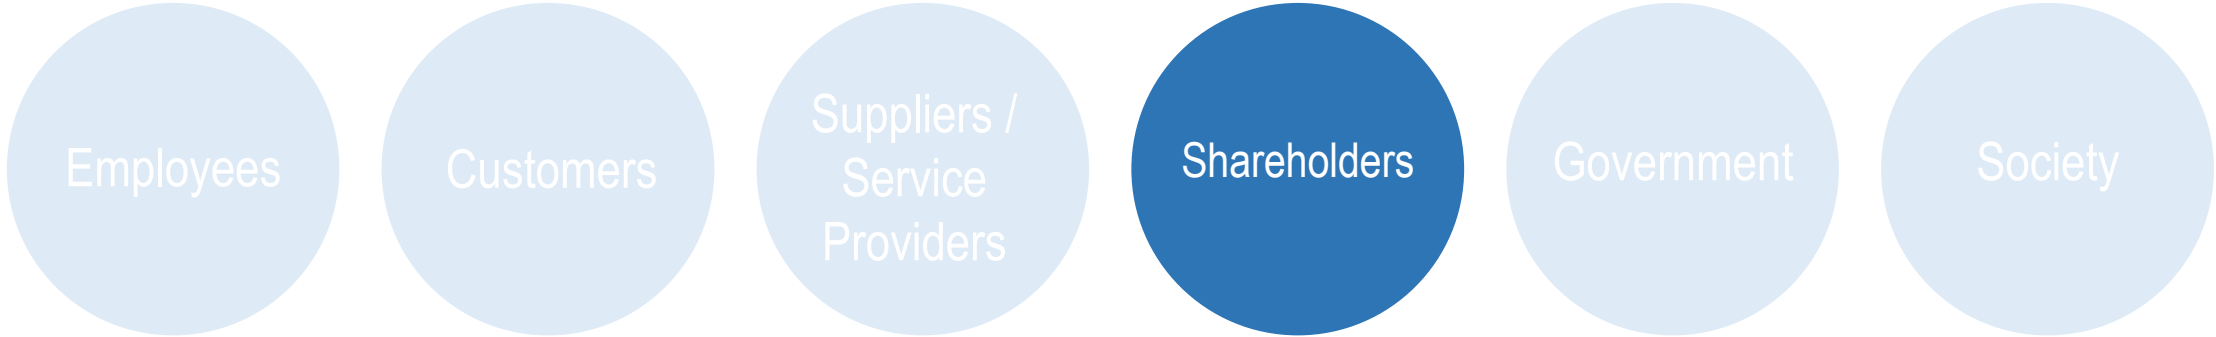 Employees
Customers
Suppliers /
Service
Providers
Shareholders
Government
Society